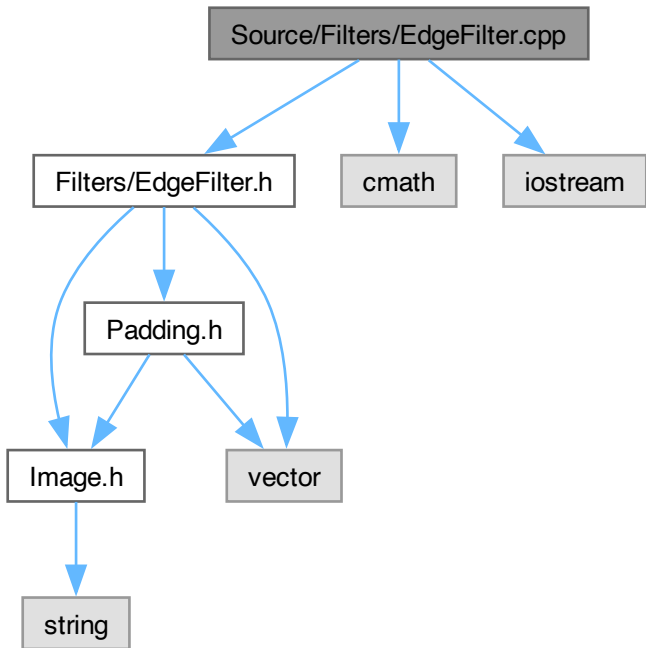 Source/Filters/EdgeFilter.cpp
Filters/EdgeFilter.h
cmath
iostream
Padding.h
Image.h
vector
string